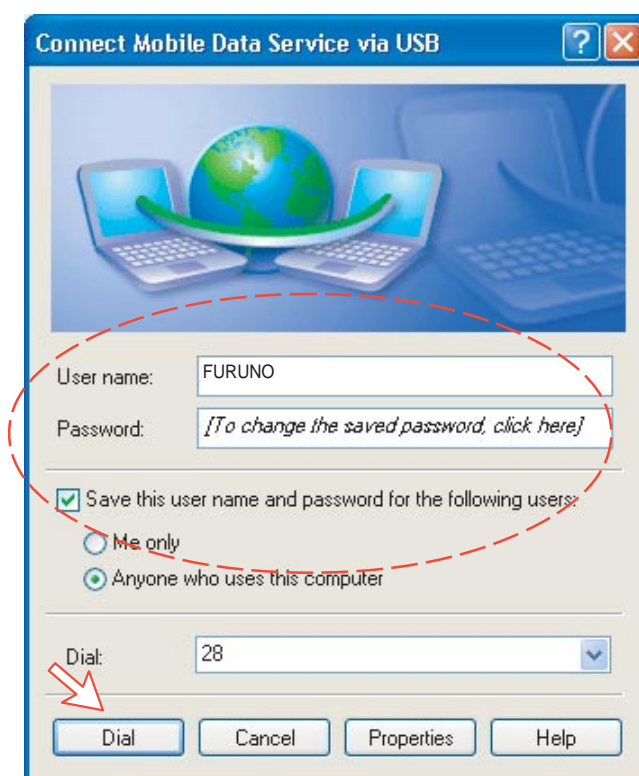 Connect Mobile Data Service via USB
User name: FURUNO
Password: [To change the saved password, click here]
Save this user name and password for the following users:
Me only
Anyone who uses this computer
Dial: 28
Dial Cancel Properties Help